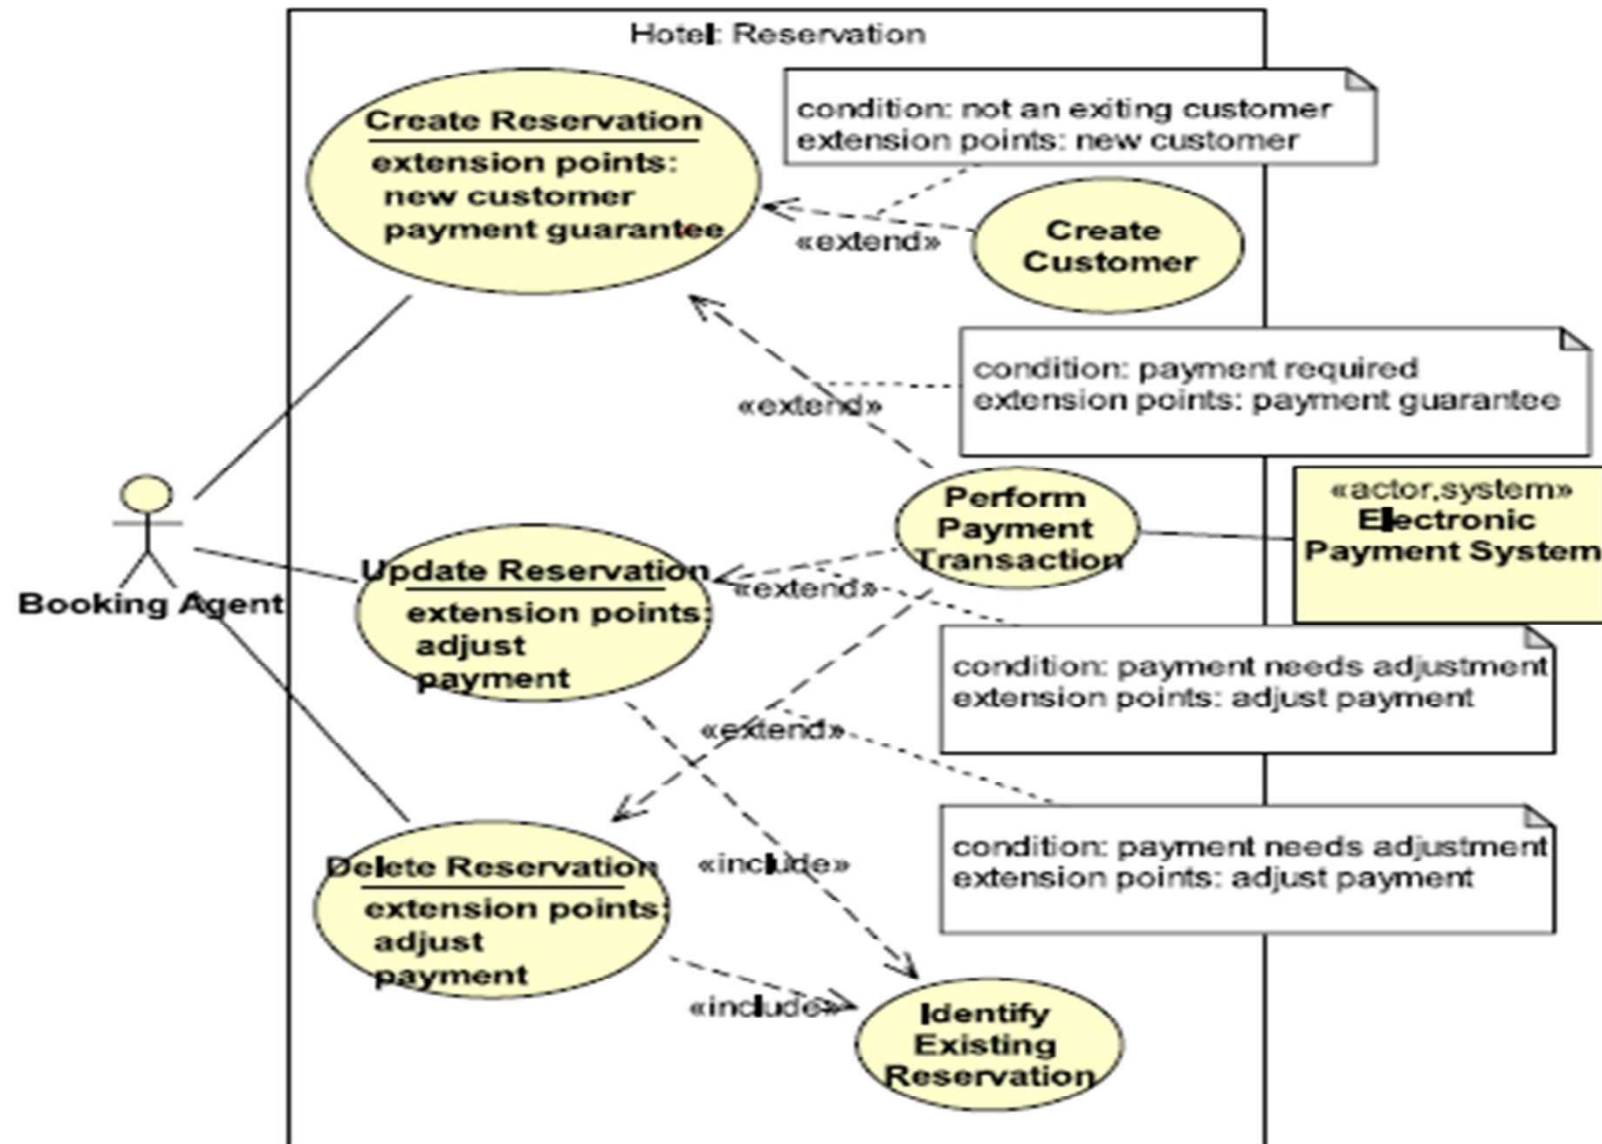 Hotel: Reservation
Create Reservation
extension points:
new customer
payment guarantee
condition: not an exiting customer
extension points: new customer
«extend»
Create
Customer
condition: payment required
extension points: payment guarantee
«extend»
Perform
Payment
Transaction
«actor,system»
Electronic
Payment System
Booking Agent
Update Reservation
extension points:
adjust
payment
«extend»
condition: payment needs adjustment
extension points: adjust payment
«extend»
condition: payment needs adjustment
extension points: adjust payment
Delete Reservation
extension points:
adjust
payment
«include»
«include»
Identify
Existing
Reservation